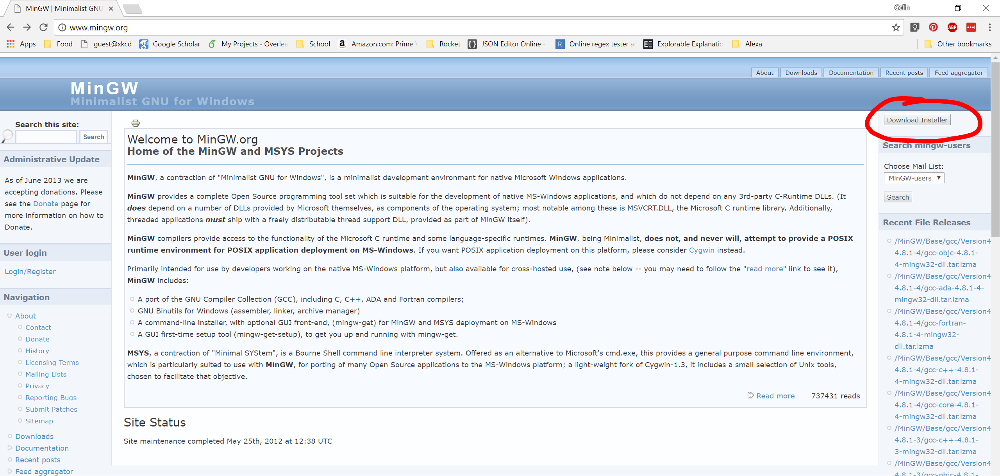 MinGW | Minimalist GNU
Colin
www.mingw.org
Apps Food guest@xkcd Google Scholar My Projects - Overlea School Amazon.com: Prime Rocket JSON Editor Online - Online regex tester a Explorable Explanatio Alexa Other bookmarks
About Downloads Documentation Recent posts Feed aggregator
MinGW
Minimalist GNU for Windows
Search this site:
Search
Administrative Update
As of June 2013 we are
accepting donations. Please
see the Donate page for
more information on how to
Donate.
User login
Login/Register
Navigation
About
Contact
Donate
History
Licensing Terms
Mailing Lists
Privacy
Reporting Bugs
Submit Patches
Sitemap
Downloads
Documentation
Recent posts
Feed aggregator
Welcome to MinGW.org
Home of the MinGW and MSYS Projects
MinGW, a contraction of "Minimalist GNU for Windows", is a minimalist development environment for native Microsoft Windows applications.
MinGW provides a complete Open Source programming tool set which is suitable for the development of native MS-Windows applications, and which do not depend on any 3rd-party C-Runtime DLLs. (It
does depend on a number of DLLs provided by Microsoft themselves, as components of the operating system; most notable among these is MSVCRT.DLL, the Microsoft C runtime library. Additionally,
threaded applications must ship with a freely distributable thread support DLL, provided as part of MinGW itself).
MinGW compilers provide access to the functionality of the Microsoft C runtime and some language-specific runtimes. MinGW, being Minimalist, does not, and never will, attempt to provide a POSIX
runtime environment for POSIX application deployment on MS-Windows. If you want POSIX application deployment on this platform, please consider Cygwin instead.
Primarily intended for use by developers working on the native MS-Windows platform, but also available for cross-hosted use, (see note below -- you may need to follow the "read more" link to see it),
MinGW includes:
A port of the GNU Compiler Collection (GCC), including C, C++, ADA and Fortran compilers;
GNU Binutils for Windows (assembler, linker, archive manager)
A command-line installer, with optional GUI front-end, (mingw-get) for MinGW and MSYS deployment on MS-Windows
A GUI first-time setup tool (mingw-get-setup), to get you up and running with mingw-get.
MSYS, a contraction of "Minimal SYStem", is a Bourne Shell command line interpreter system. Offered as an alternative to Microsoft's cmd.exe, this provides a general purpose command line environment,
which is particularly suited to use with MinGW, for porting of many Open Source applications to the MS-Windows platform; a light-weight fork of Cygwin-1.3, it includes a small selection of Unix tools,
chosen to facilitate that objective.
Read more 737431 reads
Site Status
Site maintenance completed May 25th, 2012 at 12:38 UTC
Download Installer
Search mingw-users
Choose Mail List:
MinGW-users
Search
Recent File Releases
/MinGW/Base/gcc/Version4
4.8.1-4/gcc-objc-4.8.1-
4-mingw32-dll.tar.lzma
/MinGW/Base/gcc/Version4
4.8.1-4/gcc-ada-4.8.1-4-
mingw32-dll.tar.lzma
/MinGW/Base/gcc/Version4
4.8.1-4/gcc-fortran-
4.8.1-4-mingw32-
dll.tar.lzma
/MinGW/Base/gcc/Version4
4.8.1-4/gcc-c++-4.8.1-
4-mingw32-dll.tar.lzma
/MinGW/Base/gcc/Version4
4.8.1-4/gcc-core-4.8.1-
4-mingw32-dll.tar.lzma
/MinGW/Base/gcc/Version4
4.8.1-3/gcc-c++-4.8.1-
3-mingw32-dll.tar.lzma
/MinGW/Base/gcc/Version4
4.8.1-3/gcc-objc-4.8.1-